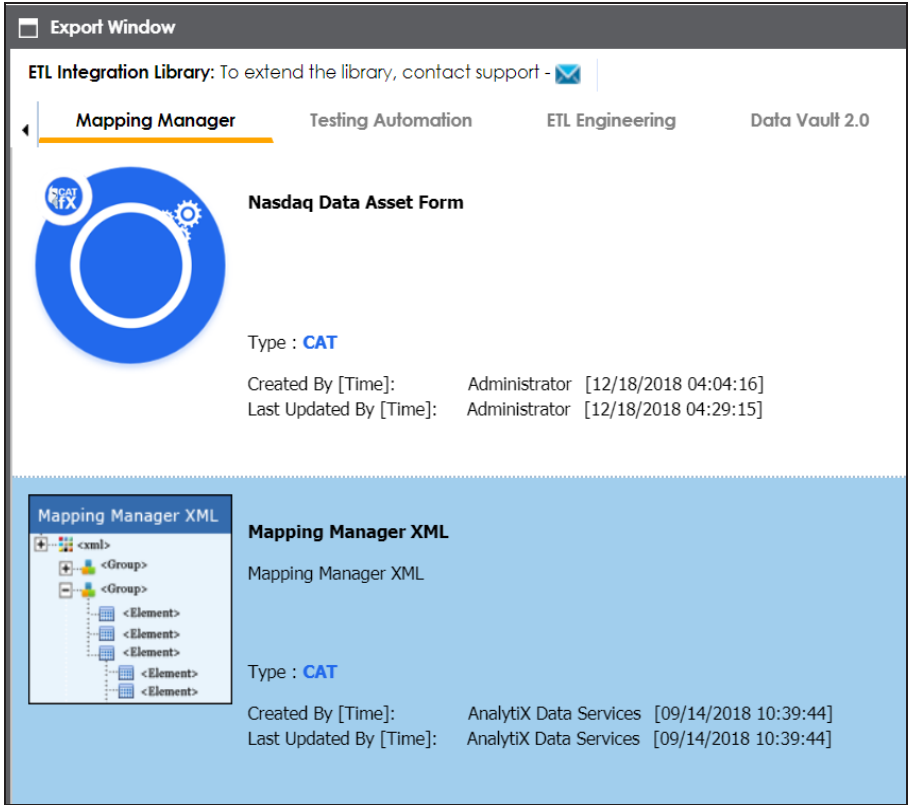 Export Window
ETL Integration Library: To extend the library, contact support -
Mapping Manager Testing Automation ETL Engineering Data Vault 2.0
CAT
fX
Nasdaq Data Asset Form
Type : CAT
Created By [Time]: Administrator [12/18/2018 04:04:16]
Last Updated By [Time]: Administrator [12/18/2018 04:29:15]
Mapping Manager XML
<xml>
<Group>
<Group>
<Element>
<Element>
<Element>
<Element>
<Element>
Mapping Manager XML
Mapping Manager XML
Type : CAT
Created By [Time]: AnalytiX Data Services [09/14/2018 10:39:44]
Last Updated By [Time]: AnalytiX Data Services [09/14/2018 10:39:44]